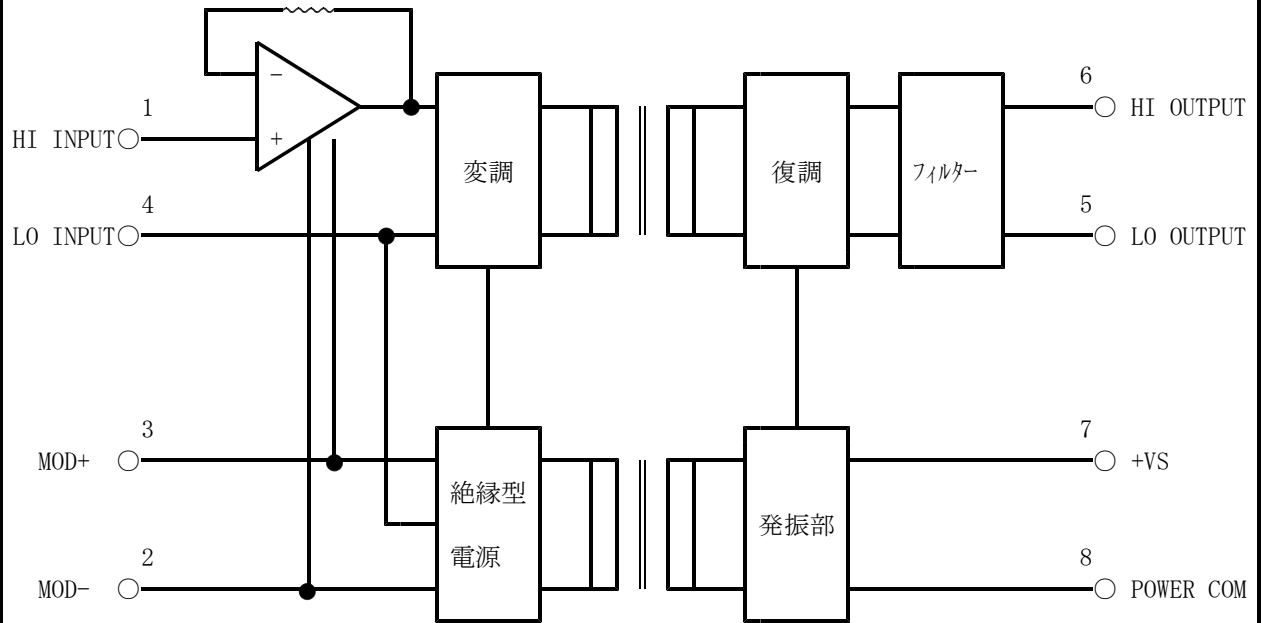 1
HI INPUT
4
LO INPUT
−
+
変調
復調
フィルター
6
HI OUTPUT
5
LO OUTPUT
3
MOD+
2
MOD−
絶縁型
電源
発振部
7
+VS
8
POWER COM